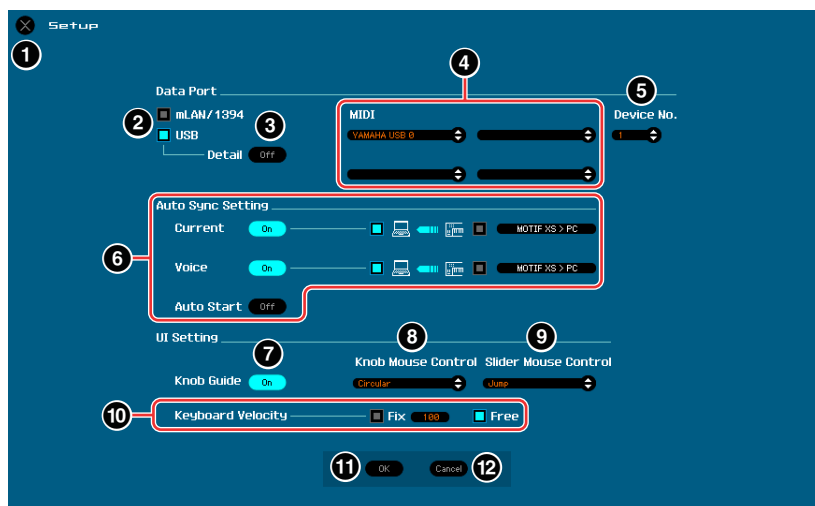 Setup
1
4
5
Data Port
2
mLAN/1394
3
MIDI
Device No.
USB
YAMAHA USB 0
1
Detail
Off
Auto Sync Setting
Current
On
MOTIF XS > PC
6
Voice
On
MOTIF XS > PC
Auto Start
Off
UI Setting
7
8
9
Knob Mouse Control
Slider Mouse Control
Knob Guide
On
Circular
Jump
10
Keyboard Velocity
Fix
100
Free
11
OK
Cancel
12